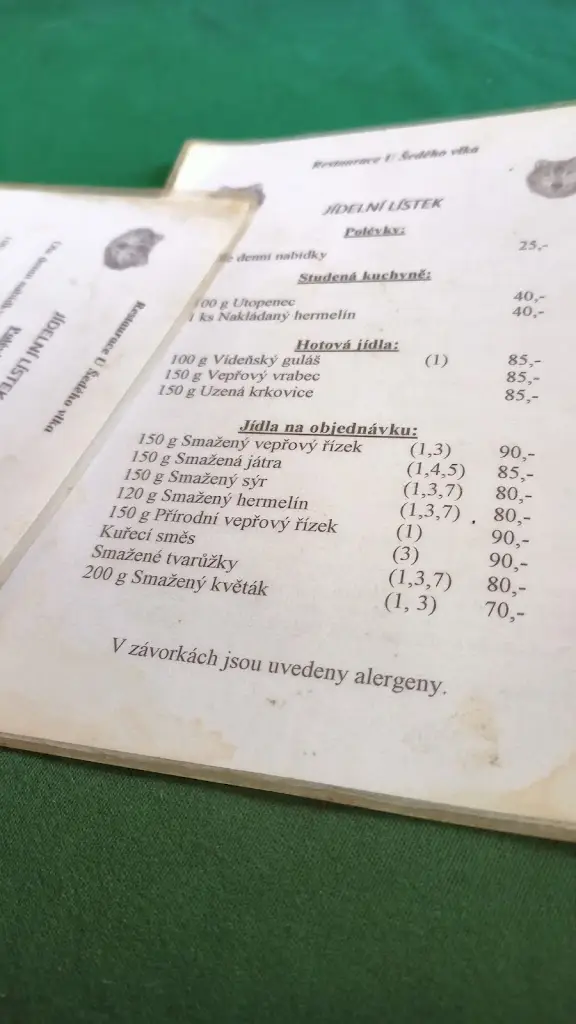 Restaurace U Šedého vlka
JÍDELNÍ LÍSTEK
Polévky:
denní nabídky 25,-
Studená kuchyně:
100 g Utopenec 40,-
1 ks Nakládaný hermelín 40,-
Hotová jídla:
100 g Vídeňský guláš (1) 85,-
150 g Vepřový vrabec 85,-
150 g Uzená krkovice 85,-
Jídla na objednávku:
150 g Smažený vepřový řízek (1,3) 90,-
150 g Smažená játra (1,4,5) 85,-
150 g Smažený sýr (1,3,7) 80,-
120 g Smažený hermelín (1,3,7) . 80,-
150 g Přírodní vepřový řízek (1) 90,-
Kuřecí směs (3) 90,-
Smažené tvarůžky (1,3,7) 80,-
200 g Smažený květák (1, 3) 70,-
V závorkách jsou uvedeny alergeny.
Restaurace U Šedého vlka
JÍDELNÍ LÍSTEK